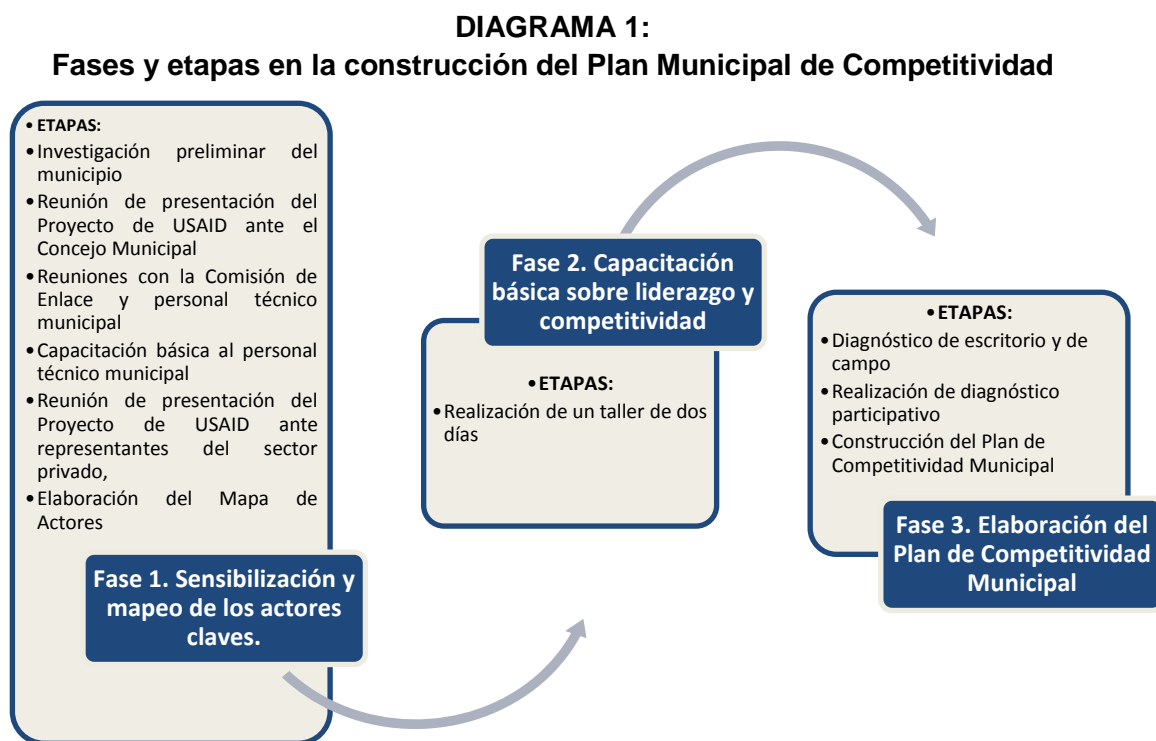 DIAGRAMA 1:
Fases y etapas en la construcción del Plan Municipal de Competitividad
• ETAPAS:
•Investigación preliminar del
municipio
•Reunión de presentación del
Proyecto de USAID ante el
Concejo Municipal
•Reuniones con la Comisión de
Enlace y personal técnico
municipal
•Capacitación básica al personal
técnico municipal
•Reunión de presentación del
Proyecto de USAID ante
representantes del sector
privado,
•Elaboración del Mapa de
Actores
Fase 1. Sensibilización y
mapeo de los actores
claves.
Fase 2. Capacitación
básica sobre liderazgo y
competitividad
•ETAPAS:
•Realización de un taller de dos
días
•ETAPAS:
•Diagnóstico de escritorio y de
campo
•Realización de diagnóstico
participativo
•Construcción del Plan de
Competitividad Municipal
Fase 3. Elaboración del
Plan de Competitividad
Municipal